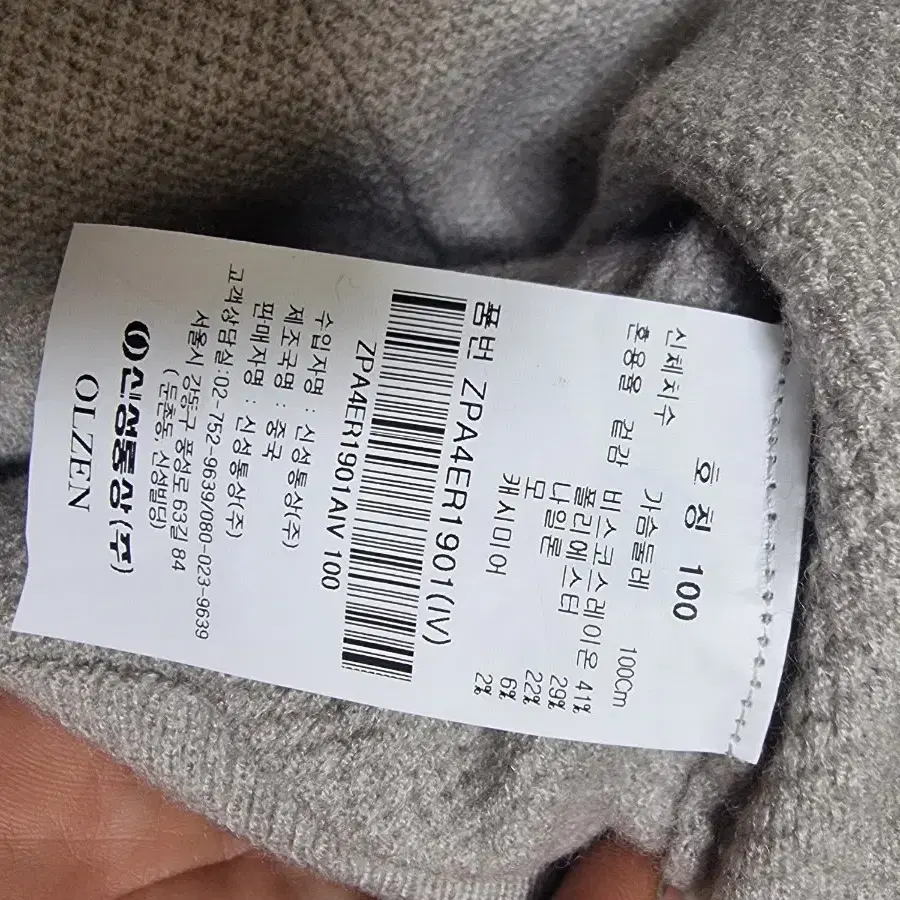 호칭 100
신체치수 가슴둘레 100Cm
혼용율 겉감 비스코스레이온 41%
폴리에스터 29%
나일론 22%
모 6%
캐시미어 2%
품번 ZPA4ER1901(IV)
ZPA4ER1901AIV 100
수입자명 : 신성통상(주)
제조국명 : 중국
판매자명 : 신성통상(주)
고객상담실:02-752-9639/080-023-9639
서울시 강동구 풍성로 63길 84
(둔촌동 신성빌딩)
신성통상(주)
OLZEN